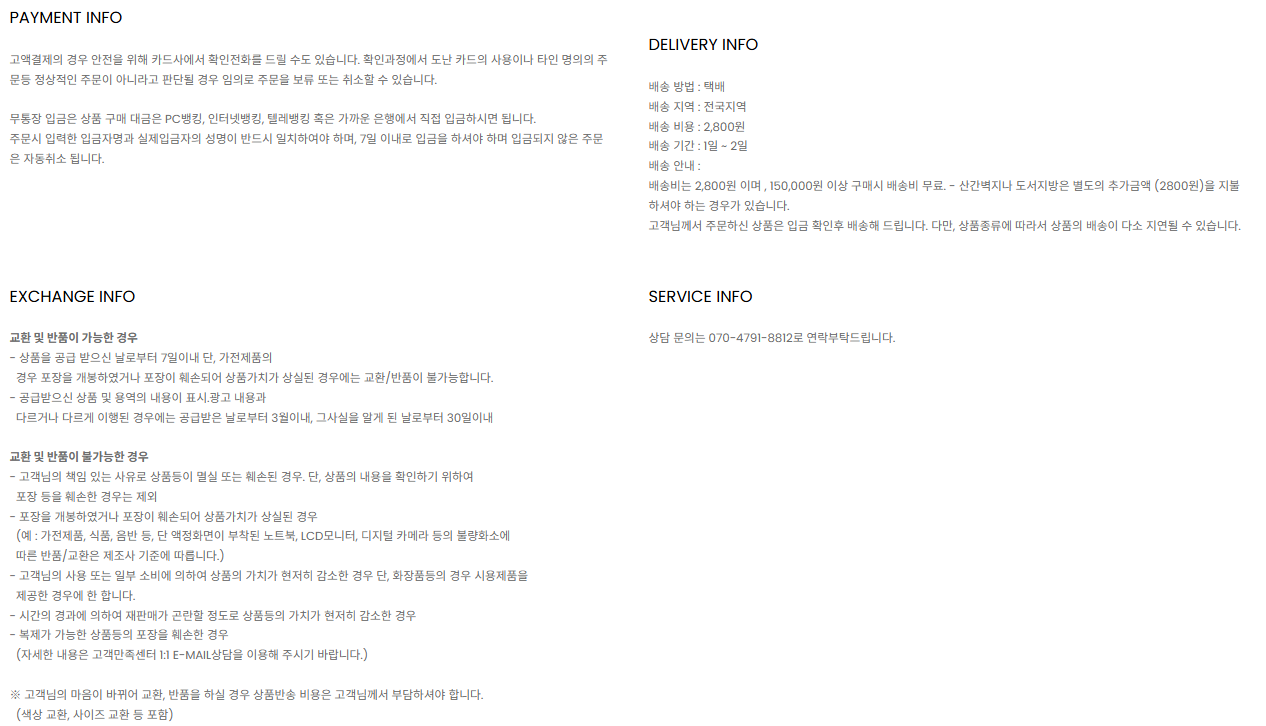 PAYMENT INFO
고액결제의 경우 안전을 위해 카드사에서 확인전화를 드릴 수도 있습니다. 확인과정에서 도난 카드의 사용이나 타인 명의의 주
문등 정상적인 주문이 아니라고 판단될 경우 임의로 주문을 보류 또는 취소할 수 있습니다.
무통장 입금은 상품 구매 대금은 PC뱅킹, 인터넷뱅킹, 텔레뱅킹 혹은 가까운 은행에서 직접 입금하시면 됩니다.
주문시 입력한 입금자명과 실제입금자의 성명이 반드시 일치하여야 하며, 7일 이내로 입금을 하셔야 하며 입금되지 않은 주문
은 자동취소 됩니다.
DELIVERY INFO
배송 방법 : 택배
배송 지역 : 전국지역
배송 비용 : 2,800원
배송 기간 : 1일 ~ 2일
배송 안내 :
배송비는 2,800원 이며 , 150,000원 이상 구매시 배송비 무료. - 산간벽지나 도서지방은 별도의 추가금액 (2800원)을 지불
하셔야 하는 경우가 있습니다.
고객님께서 주문하신 상품은 입금 확인후 배송해 드립니다. 다만, 상품종류에 따라서 상품의 배송이 다소 지연될 수 있습니다.
EXCHANGE INFO
교환 및 반품이 가능한 경우
- 상품을 공급 받으신 날로부터 7일이내 단, 가전제품의
경우 포장을 개봉하였거나 포장이 훼손되어 상품가치가 상실된 경우에는 교환/반품이 불가능합니다.
- 공급받으신 상품 및 용역의 내용이 표시.광고 내용과
다르거나 다르게 이행된 경우에는 공급받은 날로부터 3월이내, 그사실을 알게 된 날로부터 30일이내
교환 및 반품이 불가능한 경우
- 고객님의 책임 있는 사유로 상품등이 멸실 또는 훼손된 경우. 단, 상품의 내용을 확인하기 위하여
포장 등을 훼손한 경우는 제외
- 포장을 개봉하였거나 포장이 훼손되어 상품가치가 상실된 경우
(예 : 가전제품, 식품, 음반 등, 단 액정화면이 부착된 노트북, LCD모니터, 디지털 카메라 등의 불량화소에
따른 반품/교환은 제조사 기준에 따릅니다.)
- 고객님의 사용 또는 일부 소비에 의하여 상품의 가치가 현저히 감소한 경우 단, 화장품등의 경우 시용제품을
제공한 경우에 한 합니다.
- 시간의 경과에 의하여 재판매가 곤란할 정도로 상품등의 가치가 현저히 감소한 경우
- 복제가 가능한 상품등의 포장을 훼손한 경우
(자세한 내용은 고객만족센터 1:1 E-MAIL상담을 이용해 주시기 바랍니다.)
※ 고객님의 마음이 바뀌어 교환, 반품을 하실 경우 상품반송 비용은 고객님께서 부담하셔야 합니다.
(색상 교환, 사이즈 교환 등 포함)
SERVICE INFO
상담 문의는 070-4791-8812로 연락부탁드립니다.